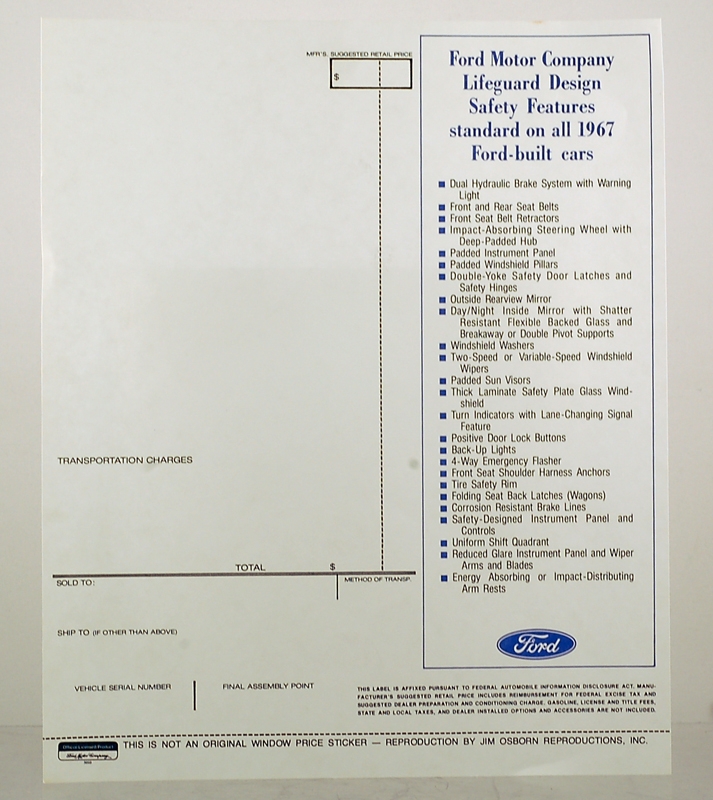 MFR'S. SUGGESTED RETAIL PRICE
$
Ford Motor Company
Lifeguard Design
Safety Features
standard on all 1967
Ford-built cars
Dual Hydraulic Brake System with Warning
Light
Front and Rear Seat Belts
Front Seat Belt Retractors
Impact-Absorbing Steering Wheel with
Deep-Padded Hub
Padded Instrument Panel
Padded Windshield Pillars
Double-Yoke Safety Door Latches and
Safety Hinges
Outside Rearview Mirror
Day/Night Inside Mirror with Shatter
Resistant Flexible Backed Glass and
Breakaway or Double Pivot Supports
Windshield Washers
Two-Speed or Variable-Speed Windshield
Wipers
Padded Sun Visors
Thick Laminate Safety Plate Glass Wind-
shield
Turn Indicators with Lane-Changing Signal
Feature
Positive Door Lock Buttons
Back-Up Lights
4-Way Emergency Flasher
Front Seat Shoulder Harness Anchors
Tire Safety Rim
Folding Seat Back Latches (Wagons)
Corrosion Resistant Brake Lines
Safety-Designed Instrument Panel and
Controls
Uniform Shift Quadrant
Reduced Glare Instrument Panel and Wiper
Arms and Blades
Energy Absorbing or Impact-Distributing
Arm Rests
Ford
TRANSPORTATION CHARGES
TOTAL $
SOLD TO:
METHOD OF TRANSP.
SHIP TO (IF OTHER THAN ABOVE)
VEHICLE SERIAL NUMBER
FINAL ASSEMBLY POINT
THIS LABEL IS AFFIXED PURSUANT TO FEDERAL AUTOMOBILE INFORMATION DISCLOSURE ACT. MANU-
FACTURER'S SUGGESTED RETAIL PRICE INCLUDES REIMBURSEMENT FOR FEDERAL EXCISE TAX AND
SUGGESTED DEALER PREPARATION AND CONDITIONING CHARGE. GASOLINE, LICENSE AND TITLE FEES,
STATE AND LOCAL TAXES, AND DEALER INSTALLED OPTIONS AND ACCESSORIES ARE NOT INCLUDED.
Official Licensed Product
Ford Motor Company
THIS IS NOT AN ORIGINAL WINDOW PRICE STICKER — REPRODUCTION BY JIM OSBORN REPRODUCTIONS, INC.